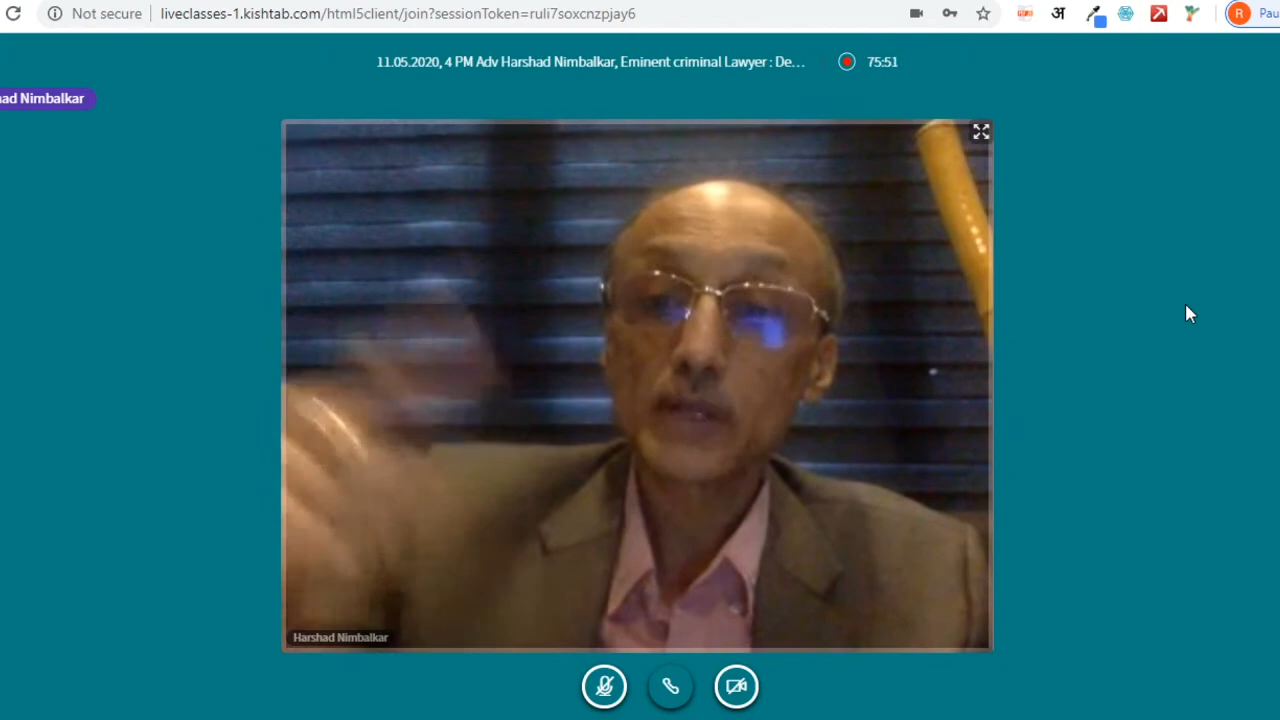 Not secure
liveclasses-1.kishtab.com/html5client/join?sessionToken=ruli7soxcnzpjay6
अ
R
Pau
11.05.2020, 4 PM Adv Harshad Nimbalkar, Eminent criminal Lawyer : De...
75:51
ad Nimbalkar
Harshad Nimbalkar